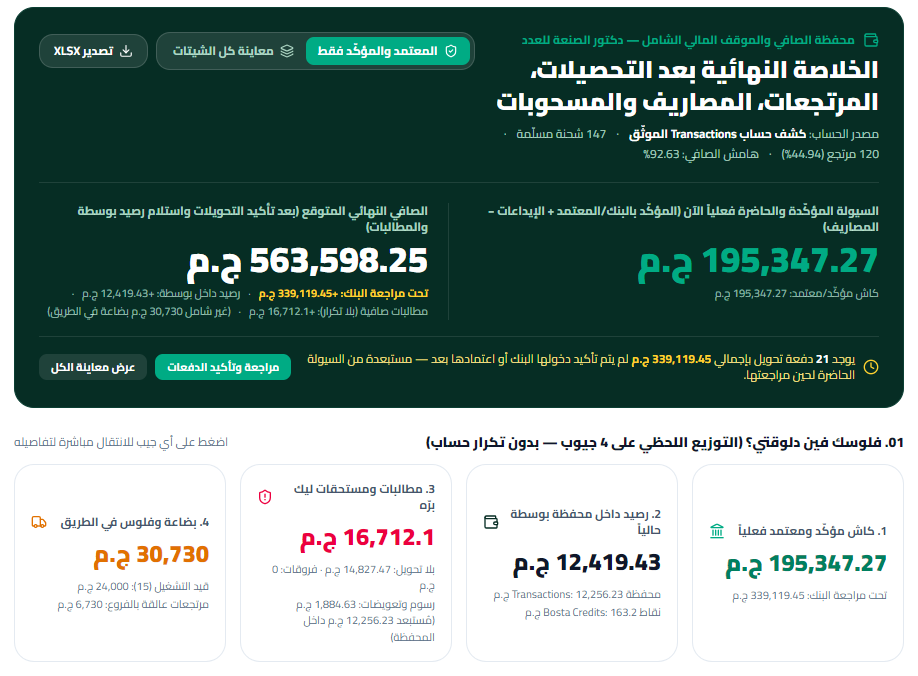 محفظة الصافي والموقف المالي الشامل — دكتور الصنعة للعدد
المعتمد والمؤكّد فقط
معاينة كل الشيتات
تصدير XLSX
الخلاصة النهائية بعد التحصيلات،
المرتجعات، المصاريف والمسحوبات
مصدر الحساب: كشف حساب Transactions الموثّق · 147 شحنة مسلّمة ·
120 مرتجع (44.94%) · هامش الصافي: 92.63%
السيولة المؤكّدة والحاضرة فعلياً الآن (المؤكّد بالبنك/المعتمد + الإيداعات −
المصاريف)
195,347.27 ج.م
كاش مؤكّد/معتمد: 195,347.27 ج.م
الصافي النهائي المتوقع (بعد تأكيد التحويلات واستلام رصيد بوسطة
والمطالبات)
563,598.25 ج.م
تحت مراجعة البنك: +339,119.45 ج.م · رصيد داخل بوسطة: +12,419.43 ج.م ·
مطالبات صافية (بلا تكرار): +16,712.1 ج.م · (غير شامل 30,730 ج.م بضاعة في الطريق)
يوجد 21 دفعة تحويل بإجمالي 339,119.45 ج.م لم يتم تأكيد دخولها البنك أو اعتمادها بعد — مستبعدة من السيولة
الحاضرة لحين مراجعتها.
مراجعة وتأكيد الدفعات
عرض معاينة الكل
01. فلوسك فين دلوقتي؟ (التوزيع اللحظي على 4 جيوب — بدون تكرار حساب)
اضغط على أي جيب للانتقال مباشرة لتفاصيله
1. كاش مؤكّد ومعتمد فعلياً
195,347.27 ج.م
تحت مراجعة البنك: 339,119.45 ج.م
2. رصيد داخل محفظة بوسطة
حالياً
12,419.43 ج.م
محفظة Transactions: 12,256.23 ج.م
نقاط Bosta Credits: 163.2 ج.م
3. مطالبات ومستحقات ليك
برّه
16,712.1 ج.م
بلا تحويل: 14,827.47 ج.م · فروقات: 0
ج.م
رسوم وتعويضات: 1,884.63 ج.م
(مُستبعد 12,256.23 ج.م داخل
المحفظة)
4. بضاعة وفلوس في الطريق
30,730 ج.م
قيد التشغيل (15): 24,000 ج.م
مرتجعات عالقة بالفروع: 6,730 ج.م